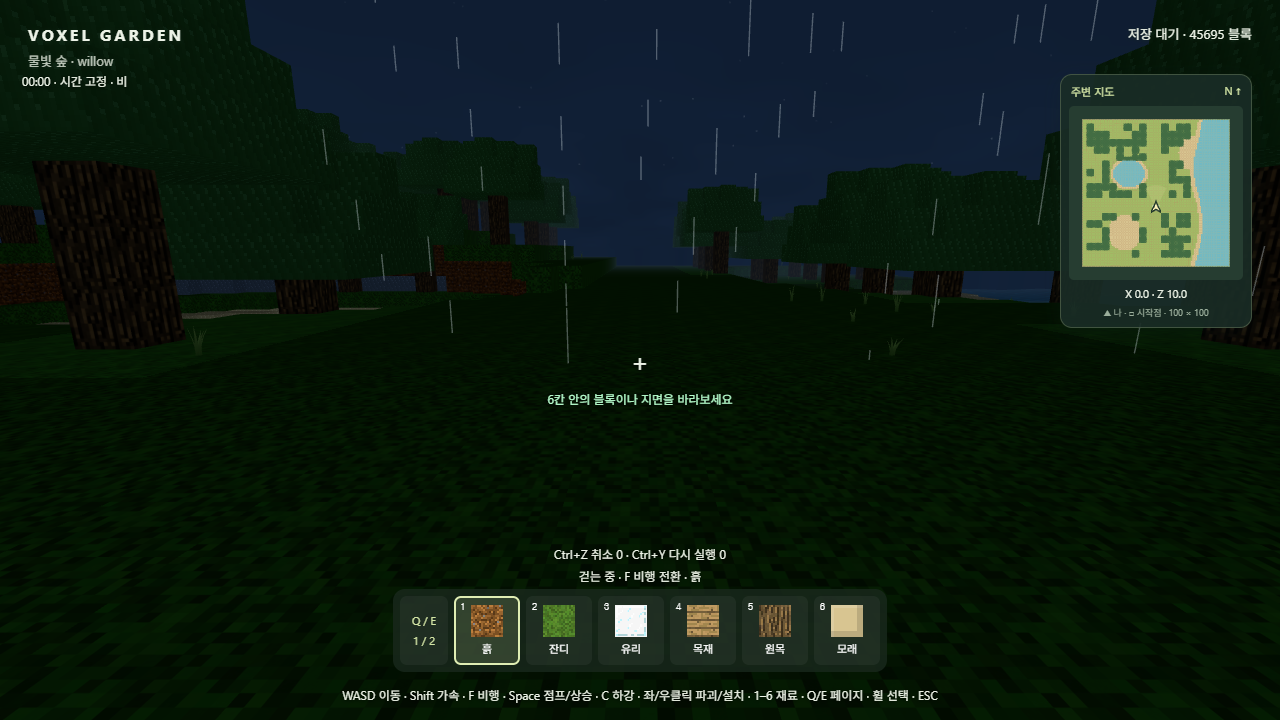 VOXEL GARDEN
물빛 숲 · willow
00:00 · 시간 고정 · 비
저장 대기 · 45695 블록
주변 지도
N ↑
X 0.0 · Z 10.0
▲ 나 · □ 시작점 · 100 × 100
+
6칸 안의 블록이나 지면을 바라보세요
Ctrl+Z 취소 0 · Ctrl+Y 다시 실행 0
걷는 중 · F 비행 전환 · 흙
Q / E
1 / 2
1
흙
2
잔디
3
유리
4
목재
5
원목
6
모래
WASD 이동 · Shift 가속 · F 비행 · Space 점프/상승 · C 하강 · 좌/우클릭 파괴/설치 · 1–6 재료 · Q/E 페이지 · 휠 선택 · ESC